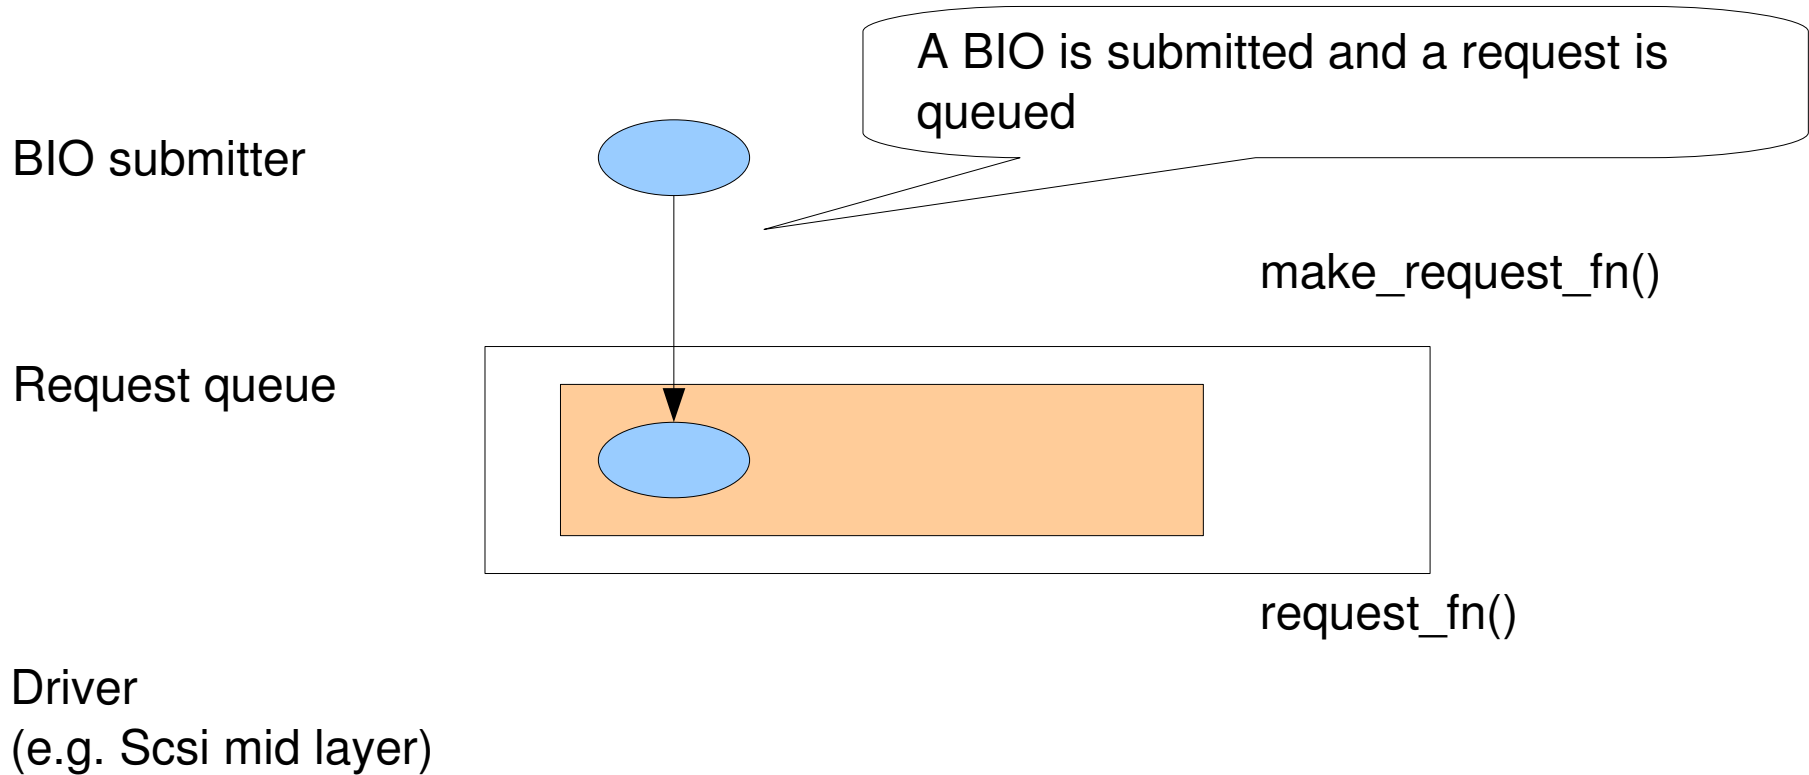 A BIO is submitted and a request is
queued
BIO submitter
make_request_fn()
Request queue
request_fn()
Driver
(e.g. Scsi mid layer)